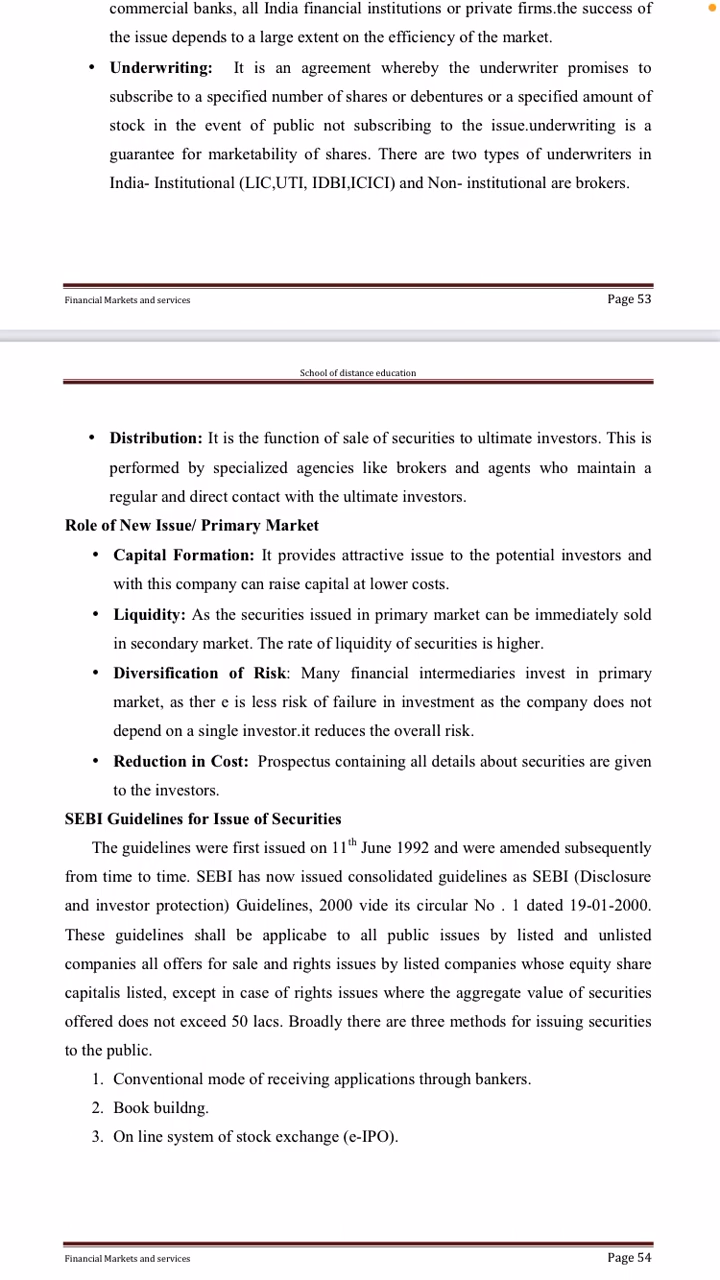 commercial banks, all India financial institutions or private firms.the success of
the issue depends to a large extent on the efficiency of the market.
• Underwriting: It is an agreement whereby the underwriter promises to
subscribe to a specified number of shares or debentures or a specified amount of
stock in the event of public not subscribing to the issue.underwriting is a
guarantee for marketability of shares. There are two types of underwriters in
India- Institutional (LIC,UTI, IDBI,ICICI) and Non- institutional are brokers.
Financial Markets and services Page 53
School of distance education
• Distribution: It is the function of sale of securities to ultimate investors. This is
performed by specialized agencies like brokers and agents who maintain a
regular and direct contact with the ultimate investors.
Role of New Issue/ Primary Market
• Capital Formation: It provides attractive issue to the potential investors and
with this company can raise capital at lower costs.
• Liquidity: As the securities issued in primary market can be immediately sold
in secondary market. The rate of liquidity of securities is higher.
• Diversification of Risk: Many financial intermediaries invest in primary
market, as ther e is less risk of failure in investment as the company does not
depend on a single investor.it reduces the overall risk.
• Reduction in Cost: Prospectus containing all details about securities are given
to the investors.
SEBI Guidelines for Issue of Securities
The guidelines were first issued on 11th June 1992 and were amended subsequently
from time to time. SEBI has now issued consolidated guidelines as SEBI (Disclosure
and investor protection) Guidelines, 2000 vide its circular No . 1 dated 19-01-2000.
These guidelines shall be applicabe to all public issues by listed and unlisted
companies all offers for sale and rights issues by listed companies whose equity share
capitalis listed, except in case of rights issues where the aggregate value of securities
offered does not exceed 50 lacs. Broadly there are three methods for issuing securities
to the public.
1. Conventional mode of receiving applications through bankers.
2. Book buildng.
3. On line system of stock exchange (e-IPO).
Financial Markets and services Page 54